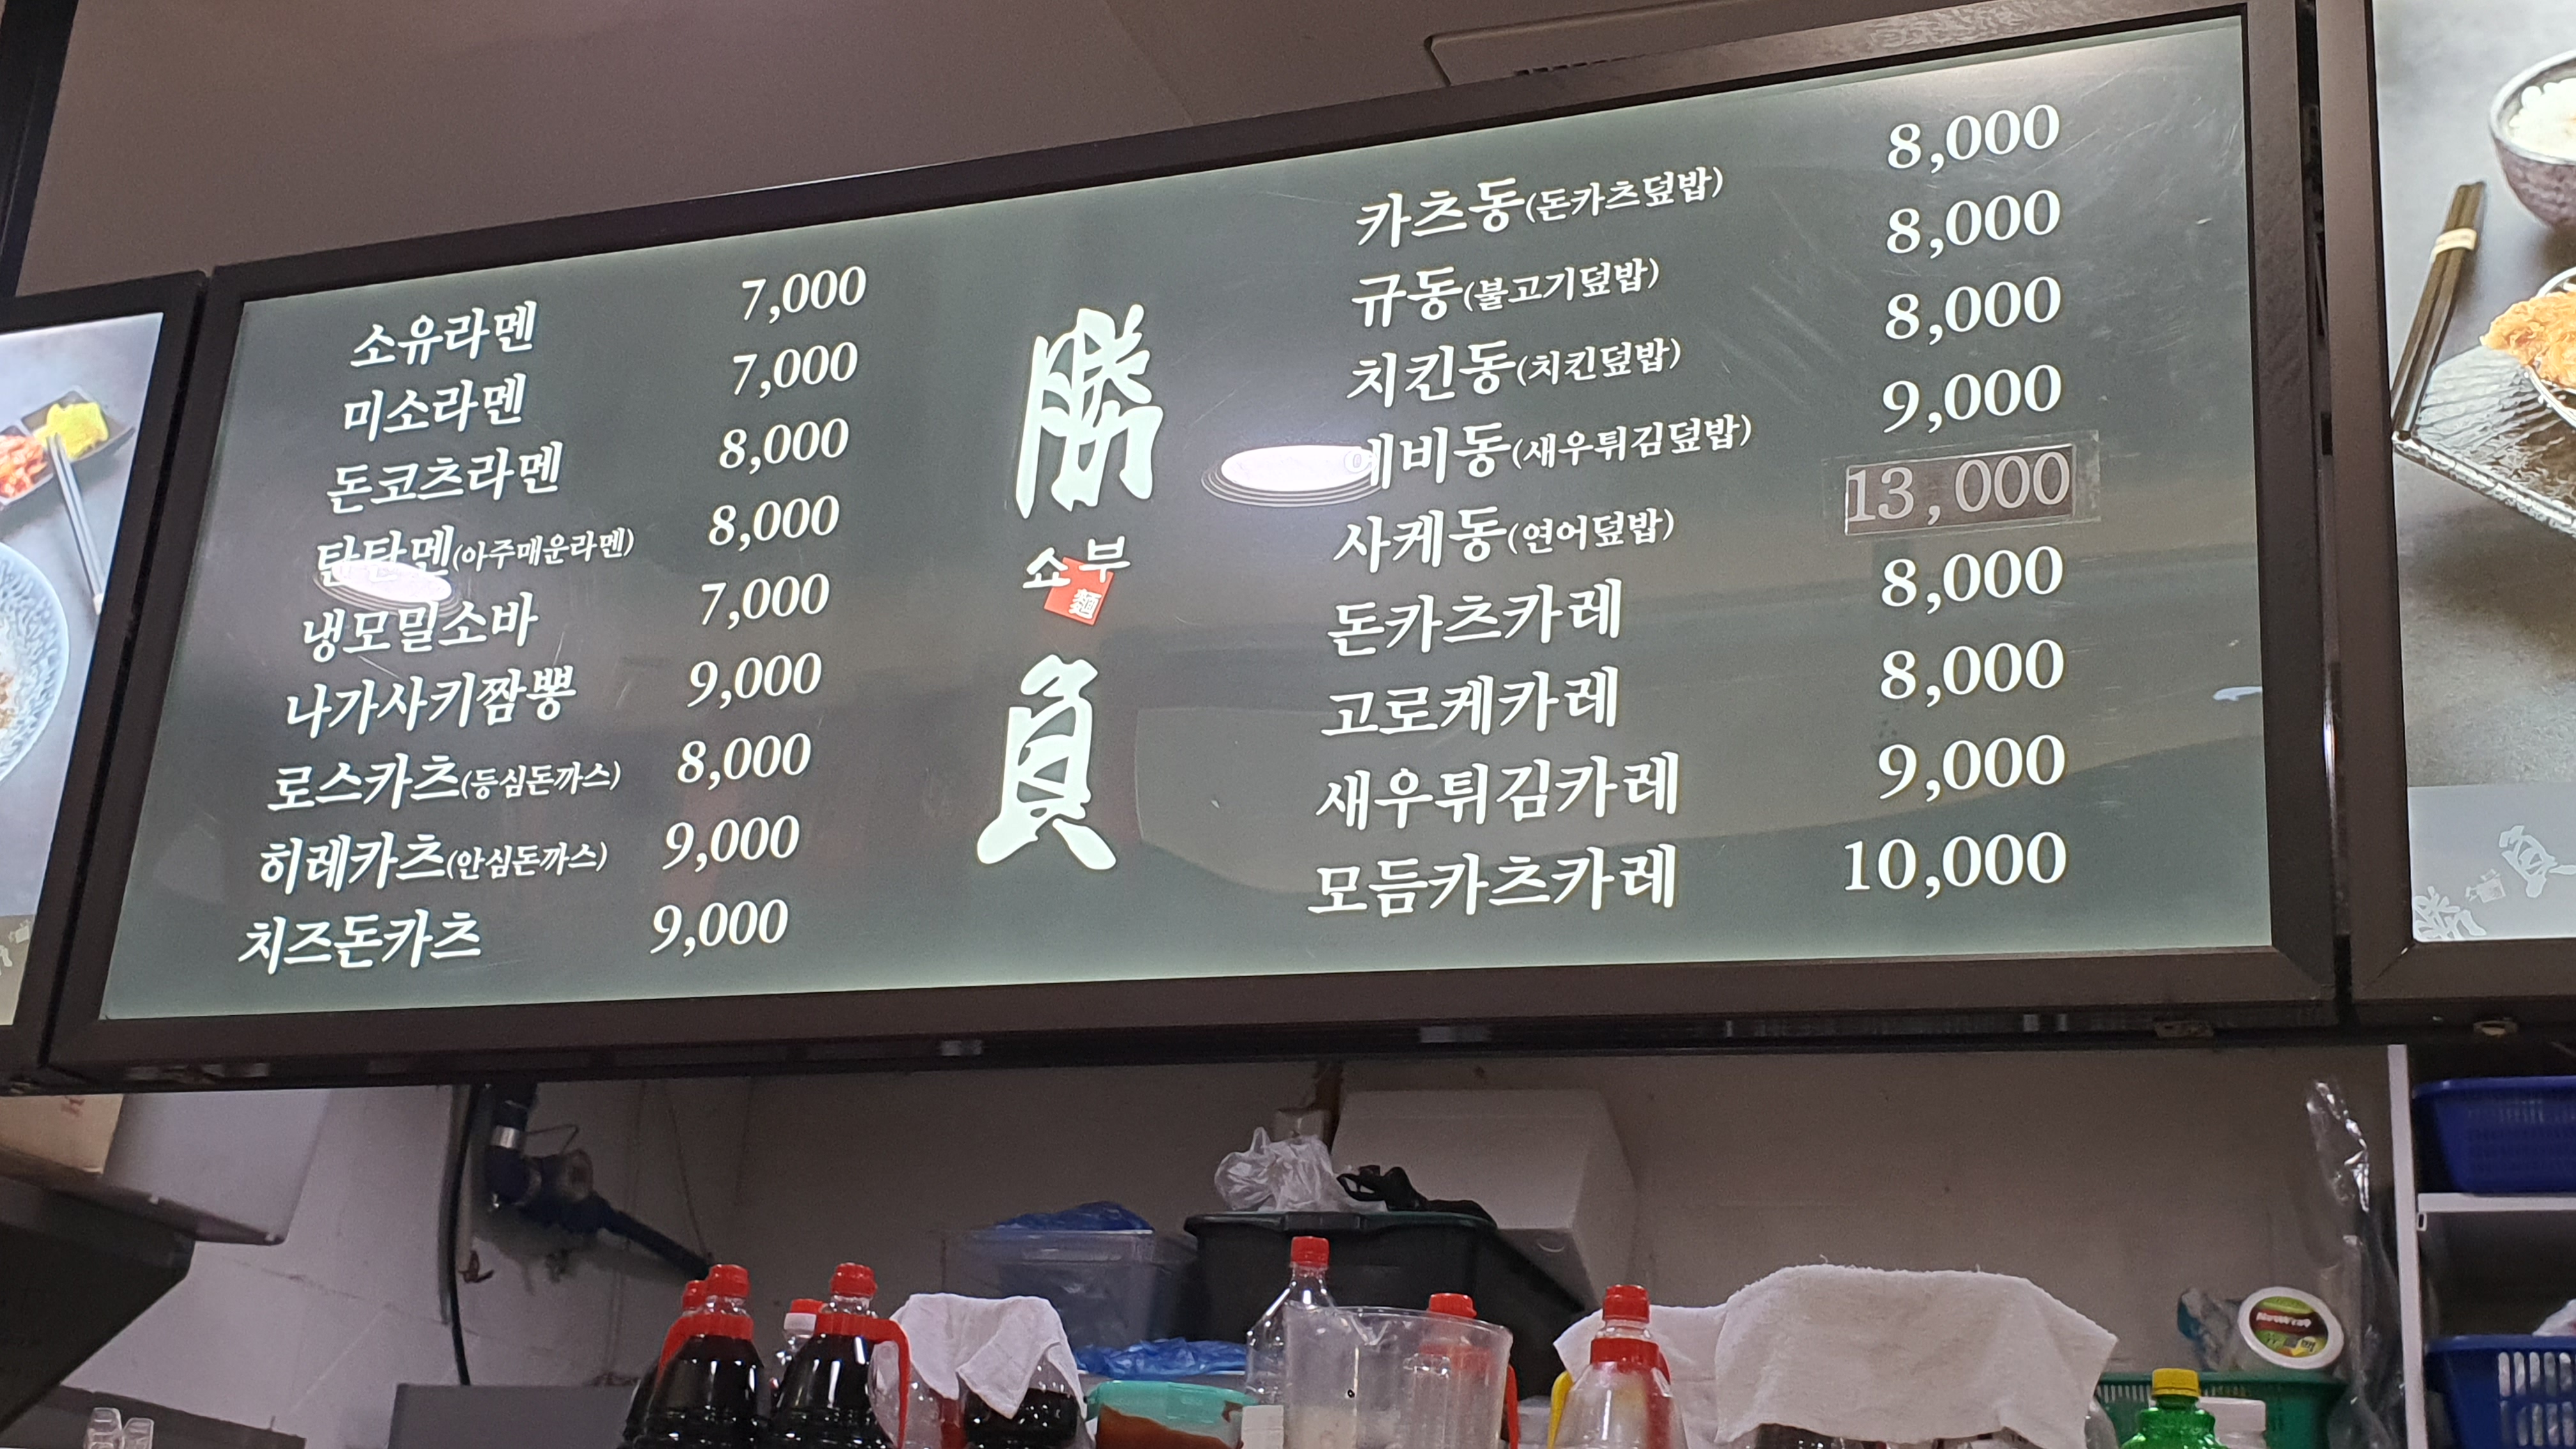 소유라멘 7,000
미소라멘 7,000
돈코츠라멘 8,000
탄탄멘(아주매운라멘) 8,000
냉모밀소바 7,000
나가사키짬뽕 9,000
로스카츠(등심돈까스) 8,000
히레카츠(안심돈까스) 9,000
치즈돈카츠 9,000
勝
쇼부
麵
負
카츠동(돈카츠덮밥) 8,000
규동(불고기덮밥) 8,000
치킨동(치킨덮밥) 8,000
에비동(새우튀김덮밥) 9,000
사케동(연어덮밥) 13,000
돈카츠카레 8,000
고로케카레 8,000
새우튀김카레 9,000
모듬카츠카레 10,000